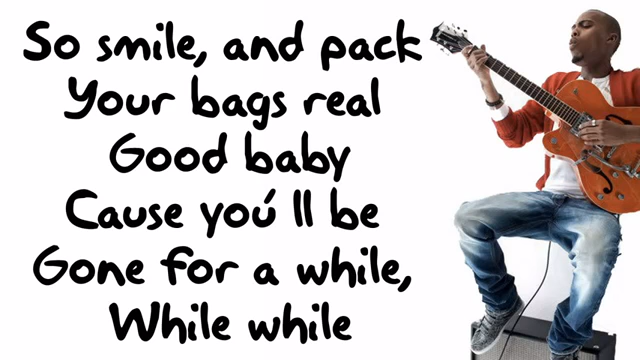 So smile, and pack
Your bags real
Good baby
Cause you´ll be
Gone for a while,
While while